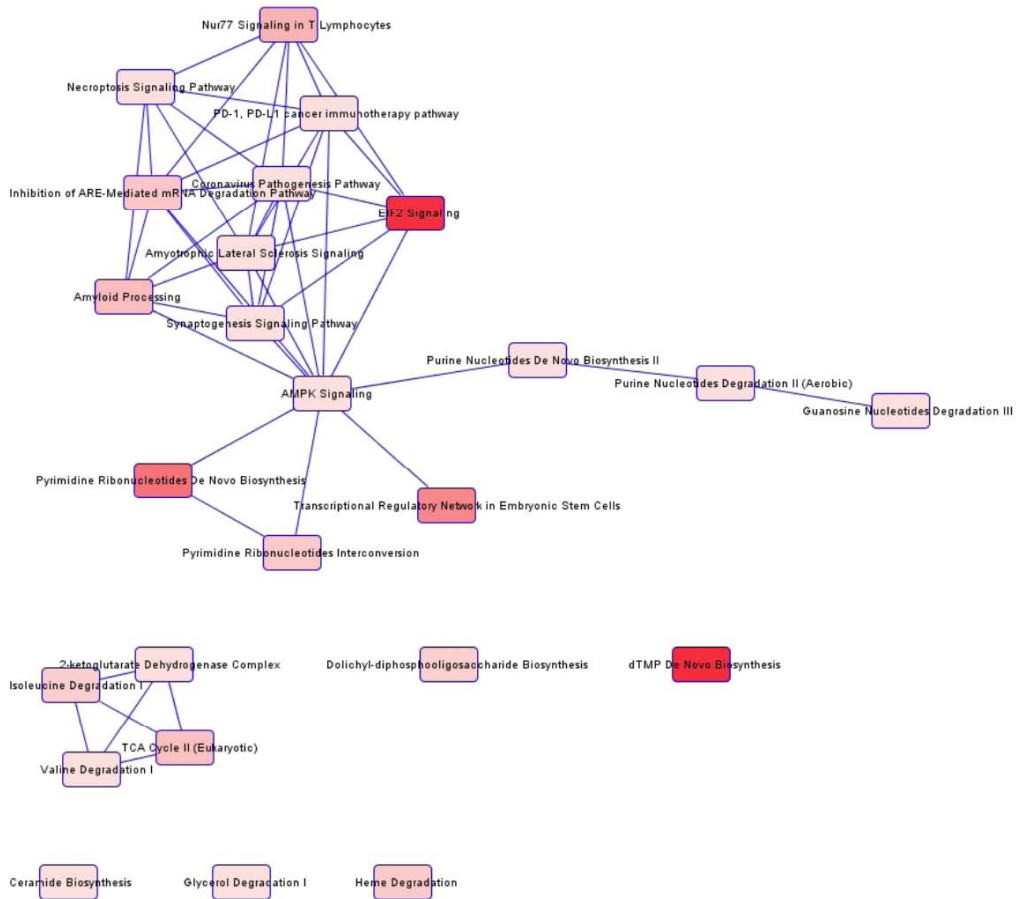 Nur77 Signaling in T Lymphocytes
Necroptosis Signaling Pathway
PD-1, PD-L1 cancer immunotherapy pathway
Coronavirus Pathogenesis Pathway
Inhibition of ARE-Mediated mRNA Degradation Pathway
EIF2 Signaling
Amyotrophic Lateral Sclerosis Signaling
Amyloid Processing
Synaptogenesis Signaling Pathway
Purine Nucleotides De Novo Biosynthesis II
Purine Nucleotides Degradation II (Aerobic)
AMPK Signaling
Guanosine Nucleotides Degradation III
Pyrimidine Ribonucleotides De Novo Biosynthesis
Transcriptional Regulatory Network in Embryonic Stem Cells
Pyrimidine Ribonucleotides Interconversion
2-ketoglutarate Dehydrogenase Complex
Dolichyl-diphosphooligosaccharide Biosynthesis
dTMP De Novo Biosynthesis
Isoleucine Degradation I
TCA Cycle II (Eukaryotic)
Valine Degradation I
Ceramide Biosynthesis
Glycerol Degradation I
Heme Degradation